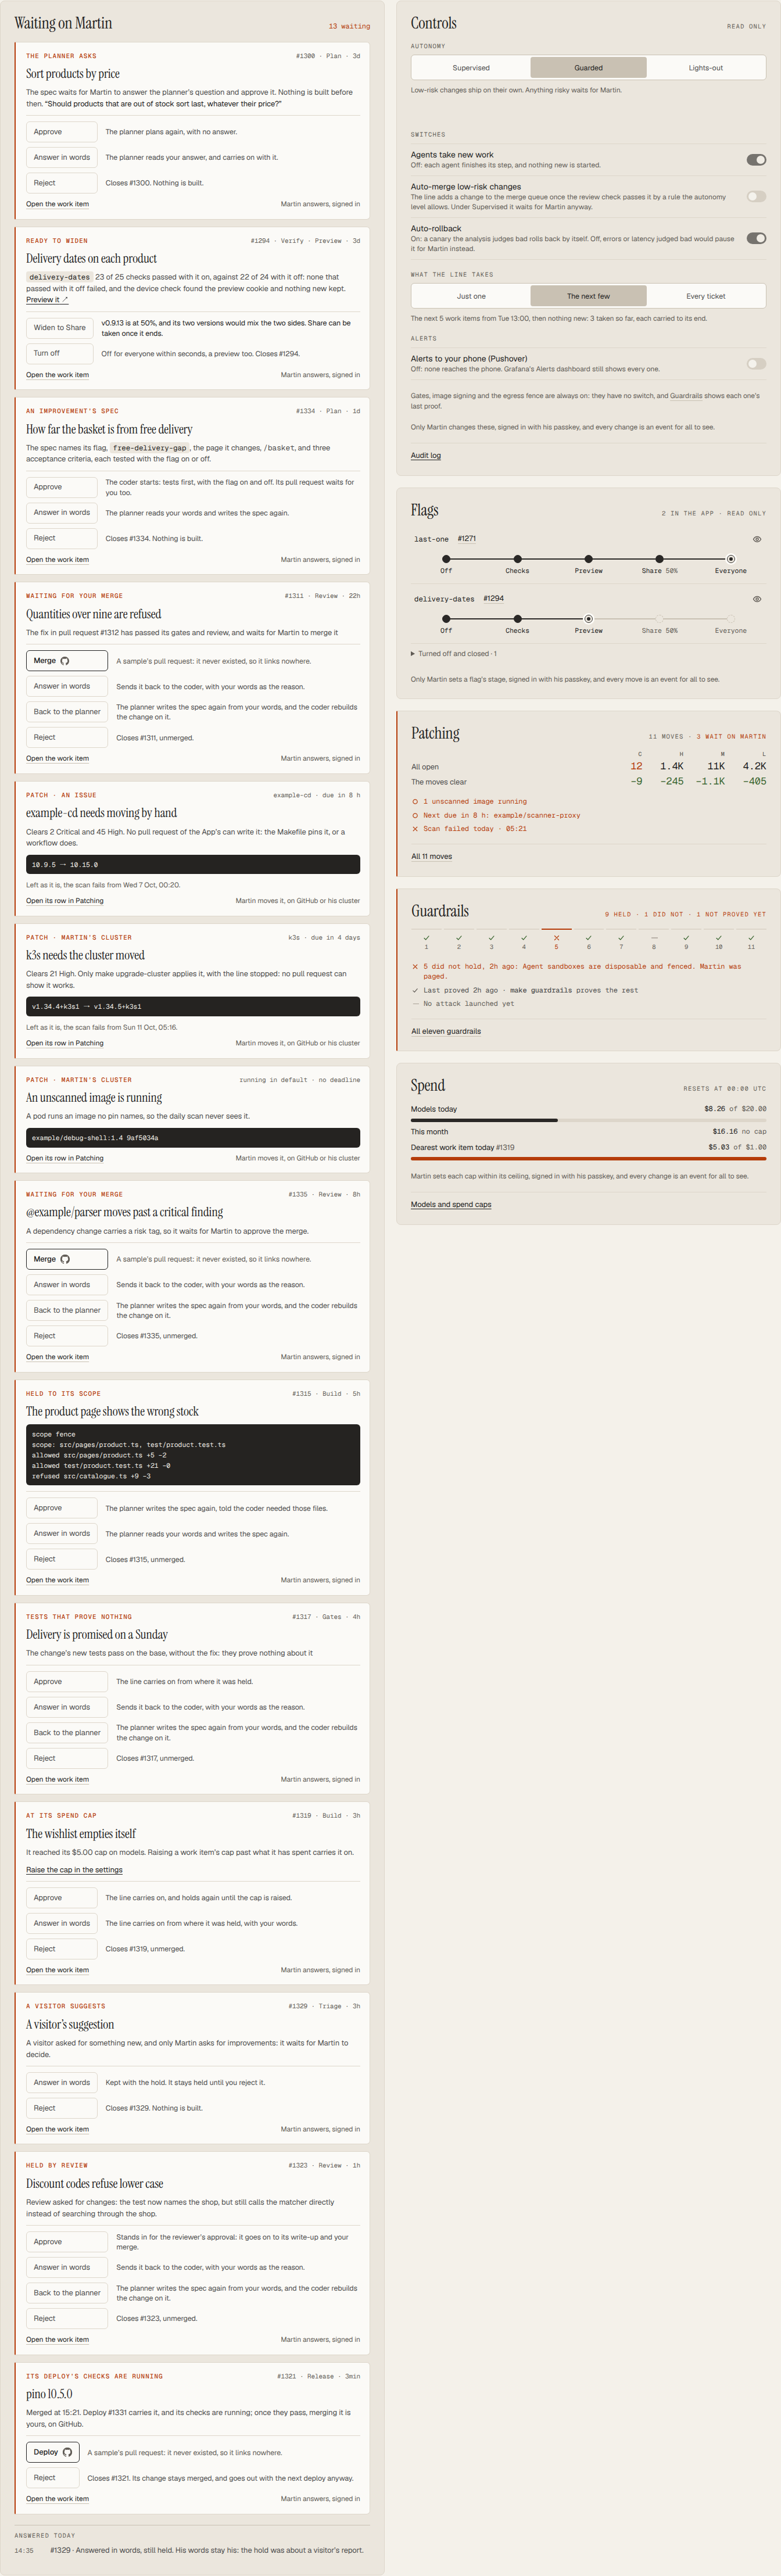 Waiting on Martin
13 waiting
THE PLANNER ASKS
#1300 · Plan · 3d
Sort products by price
The spec waits for Martin to answer the planner's question and approve it. Nothing is built before
then. “Should products that are out of stock sort last, whatever their price?”
Approve
The planner plans again, with no answer.
Answer in words
The planner reads your answer, and carries on with it.
Reject
Closes #1300. Nothing is built.
Open the work item
Martin answers, signed in
READY TO WIDEN
#1294 · Verify · Preview · 3d
Delivery dates on each product
delivery-dates 23 of 25 checks passed with it on, against 22 of 24 with it off: none that
passed with it off failed, and the device check found the preview cookie and nothing new kept.
Preview it ↗
Widen to Share
v0.9.13 is at 50%, and its two versions would mix the two sides. Share can be
taken once it ends.
Turn off
Off for everyone within seconds, a preview too. Closes #1294.
Open the work item
Martin answers, signed in
AN IMPROVEMENT'S SPEC
#1334 · Plan · 1d
How far the basket is from free delivery
The spec names its flag, free-delivery-gap, the page it changes, /basket, and three
acceptance criteria, each tested with the flag on or off.
Approve
The coder starts: tests first, with the flag on and off. Its pull request waits for
you too.
Answer in words
The planner reads your words and writes the spec again.
Reject
Closes #1334. Nothing is built.
Open the work item
Martin answers, signed in
WAITING FOR YOUR MERGE
#1311 · Review · 22h
Quantities over nine are refused
The fix in pull request #1312 has passed its gates and review, and waits for Martin to merge it
Merge
A sample's pull request: it never existed, so it links nowhere.
Answer in words
Sends it back to the coder, with your words as the reason.
Back to the planner
The planner writes the spec again from your words, and the coder rebuilds
the change on it.
Reject
Closes #1311, unmerged.
Open the work item
Martin answers, signed in
PATCH · AN ISSUE
example-cd · due in 8 h
example-cd needs moving by hand
Clears 2 Critical and 45 High. No pull request of the App's can write it: the Makefile pins it, or a
workflow does.
10.9.5 → 10.15.0
Left as it is, the scan fails from Wed 7 Oct, 00:20.
Open its row in Patching
Martin moves it, on GitHub or his cluster
PATCH · MARTIN'S CLUSTER
k3s · due in 4 days
k3s needs the cluster moved
Clears 21 High. Only make upgrade-cluster applies it, with the line stopped: no pull request can
show it works.
v1.34.4+k3s1 → v1.34.5+k3s1
Left as it is, the scan fails from Sun 11 Oct, 05:16.
Open its row in Patching
Martin moves it, on GitHub or his cluster
PATCH · MARTIN'S CLUSTER
running in default · no deadline
An unscanned image is running
A pod runs an image no pin names, so the daily scan never sees it.
example/debug-shell:1.4 9af5034a
Open its row in Patching
Martin moves it, on GitHub or his cluster
WAITING FOR YOUR MERGE
#1335 · Review · 8h
@example/parser moves past a critical finding
A dependency change carries a risk tag, so it waits for Martin to approve the merge.
Merge
A sample's pull request: it never existed, so it links nowhere.
Answer in words
Sends it back to the coder, with your words as the reason.
Back to the planner
The planner writes the spec again from your words, and the coder rebuilds
the change on it.
Reject
Closes #1335, unmerged.
Open the work item
Martin answers, signed in
HELD TO ITS SCOPE
#1315 · Build · 5h
The product page shows the wrong stock
scope fence
scope: src/pages/product.ts, test/product.test.ts
allowed src/pages/product.ts +5 −2
allowed test/product.test.ts +21 −0
refused src/catalogue.ts +9 −3
Approve
The planner writes the spec again, told the coder needed those files.
Answer in words
The planner reads your words and writes the spec again.
Reject
Closes #1315, unmerged.
Open the work item
Martin answers, signed in
TESTS THAT PROVE NOTHING
#1317 · Gates · 4h
Delivery is promised on a Sunday
The change's new tests pass on the base, without the fix: they prove nothing about it
Approve
The line carries on from where it was held.
Answer in words
Sends it back to the coder, with your words as the reason.
Back to the planner
The planner writes the spec again from your words, and the coder rebuilds
the change on it.
Reject
Closes #1317, unmerged.
Open the work item
Martin answers, signed in
AT ITS SPEND CAP
#1319 · Build · 3h
The wishlist empties itself
It reached its $5.00 cap on models. Raising a work item's cap past what it has spent carries it on.
Raise the cap in the settings
Approve
The line carries on, and holds again until the cap is raised.
Answer in words
The line carries on from where it was held, with your words.
Reject
Closes #1319, unmerged.
Open the work item
Martin answers, signed in
A VISITOR SUGGESTS
#1329 · Triage · 3h
A visitor's suggestion
A visitor asked for something new, and only Martin asks for improvements: it waits for Martin to
decide.
Answer in words
Kept with the hold. It stays held until you reject it.
Reject
Closes #1329. Nothing is built.
Open the work item
Martin answers, signed in
HELD BY REVIEW
#1323 · Review · 1h
Discount codes refuse lower case
Review asked for changes: the test now names the shop, but still calls the matcher directly
instead of searching through the shop.
Approve
Stands in for the reviewer's approval: it goes on to its write-up and your
merge.
Answer in words
Sends it back to the coder, with your words as the reason.
Back to the planner
The planner writes the spec again from your words, and the coder rebuilds
the change on it.
Reject
Closes #1323, unmerged.
Open the work item
Martin answers, signed in
ITS DEPLOY'S CHECKS ARE RUNNING
#1321 · Release · 3min
pino 10.5.0
Merged at 15:21. Deploy #1331 carries it, and its checks are running; once they pass, merging it is
yours, on GitHub.
Deploy
A sample's pull request: it never existed, so it links nowhere.
Reject
Closes #1321. Its change stays merged, and goes out with the next deploy anyway.
Open the work item
Martin answers, signed in
ANSWERED TODAY
14:35
#1329 · Answered in words, still held. His words stay his: the hold was about a visitor's report.
Controls
READ ONLY
AUTONOMY
Supervised
Guarded
Lights-out
Low-risk changes ship on their own. Anything risky waits for Martin.
SWITCHES
Agents take new work
Off: each agent finishes its step, and nothing new is started.
Auto-merge low-risk changes
The line adds a change to the merge queue once the review check passes it by a rule the autonomy
level allows. Under Supervised it waits for Martin anyway.
Auto-rollback
On: a canary the analysis judges bad rolls back by itself. Off, errors or latency judged bad would pause
it for Martin instead.
WHAT THE LINE TAKES
Just one
The next few
Every ticket
The next 5 work items from Tue 13:00, then nothing new: 3 taken so far, each carried to its end.
ALERTS
Alerts to your phone (Pushover)
Off: none reaches the phone. Grafana's Alerts dashboard still shows every one.
Gates, image signing and the egress fence are always on: they have no switch, and Guardrails shows each one's
last proof.
Only Martin changes these, signed in with his passkey, and every change is an event for all to see.
Audit log
Flags
2 IN THE APP · READ ONLY
last-one #1271
Off
Checks
Preview
Share 50%
Everyone
delivery-dates #1294
Off
Checks
Preview
Share 50%
Everyone
▶ Turned off and closed · 1
Only Martin sets a flag's stage, signed in with his passkey, and every move is an event for all to see.
Patching
11 MOVES · 3 WAIT ON MARTIN
C H M L
All open 12 1.4K 11K 4.2K
The moves clear −9 −245 −1.1K −405
1 unscanned image running
Next due in 8 h: example/scanner-proxy
Scan failed today · 05:21
All 11 moves
Guardrails
9 HELD · 1 DID NOT · 1 NOT PROVED YET
1 2 3 4 5 6 7 8 9 10 11
5 did not hold, 2h ago: Agent sandboxes are disposable and fenced. Martin was
paged.
Last proved 2h ago · make guardrails proves the rest
No attack launched yet
All eleven guardrails
Spend
RESETS AT 00:00 UTC
Models today
$8.26 of $20.00
This month
$16.16 no cap
Dearest work item today #1319
$5.03 of $1.00
Martin sets each cap within its ceiling, signed in with his passkey, and every change is an event for all to see.
Models and spend caps